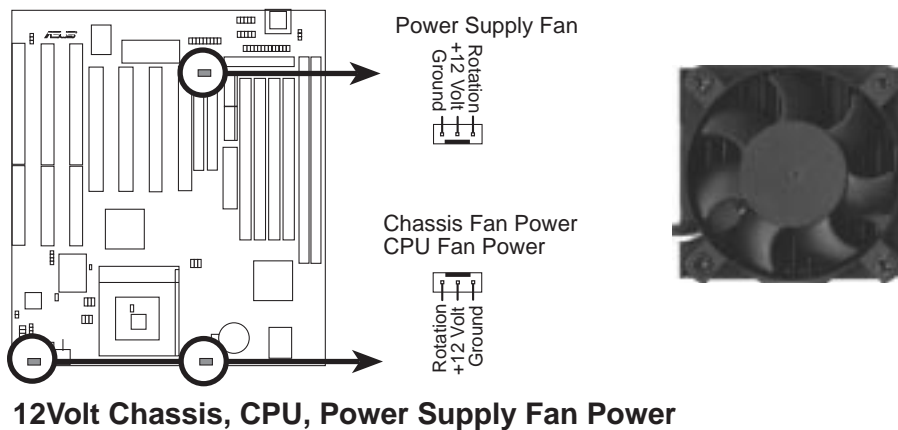 ASUS
Power Supply Fan
Ground
+12 Volt
Rotation
Chassis Fan Power
CPU Fan Power
Rotation
+12 Volt
Ground
12Volt Chassis, CPU, Power Supply Fan Power